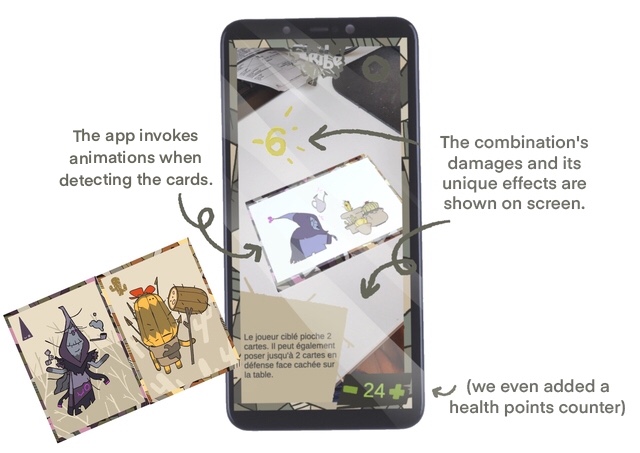 The app invokes
animations when
detecting the cards.
The combination's
damages and its
unique effects are
shown on screen.
6
Le joueur ciblé pioche 2
cartes. Il peut également
poser jusqu'à 2 cartes en
défense face cachée sur
la table.
- 24 +
(we even added a
health points counter)